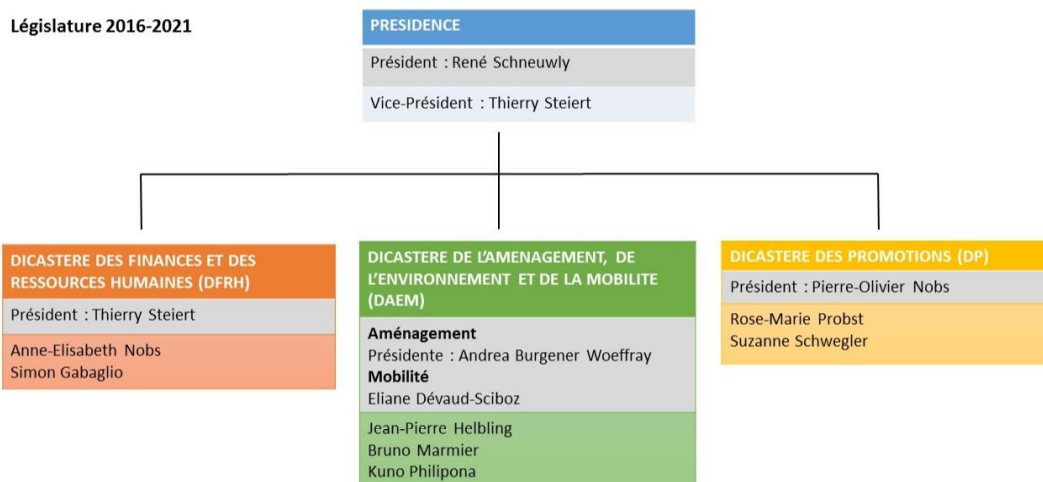 Législature 2016-2021
PRESIDENCE
Président : René Schneuwly
Vice-Président : Thierry Steiert
DICASTERE DES FINANCES ET DES
RESSOURCES HUMAINES (DFRH)
Président : Thierry Steiert
Anne-Elisabeth Nobs
Simon Gabaglio
DICASTERE DE L'AMENAGEMENT, DE
L'ENVIRONNEMENT ET DE LA MOBILITE
(DAEM)
Aménagement
Présidente : Andrea Burgener Woeffray
Mobilité
Eliane Dévaud-Sciboz
Jean-Pierre Helbling
Bruno Marmier
Kuno Philipona
DICASTERE DES PROMOTIONS (DP)
Président : Pierre-Olivier Nobs
Rose-Marie Probst
Suzanne Schwegler